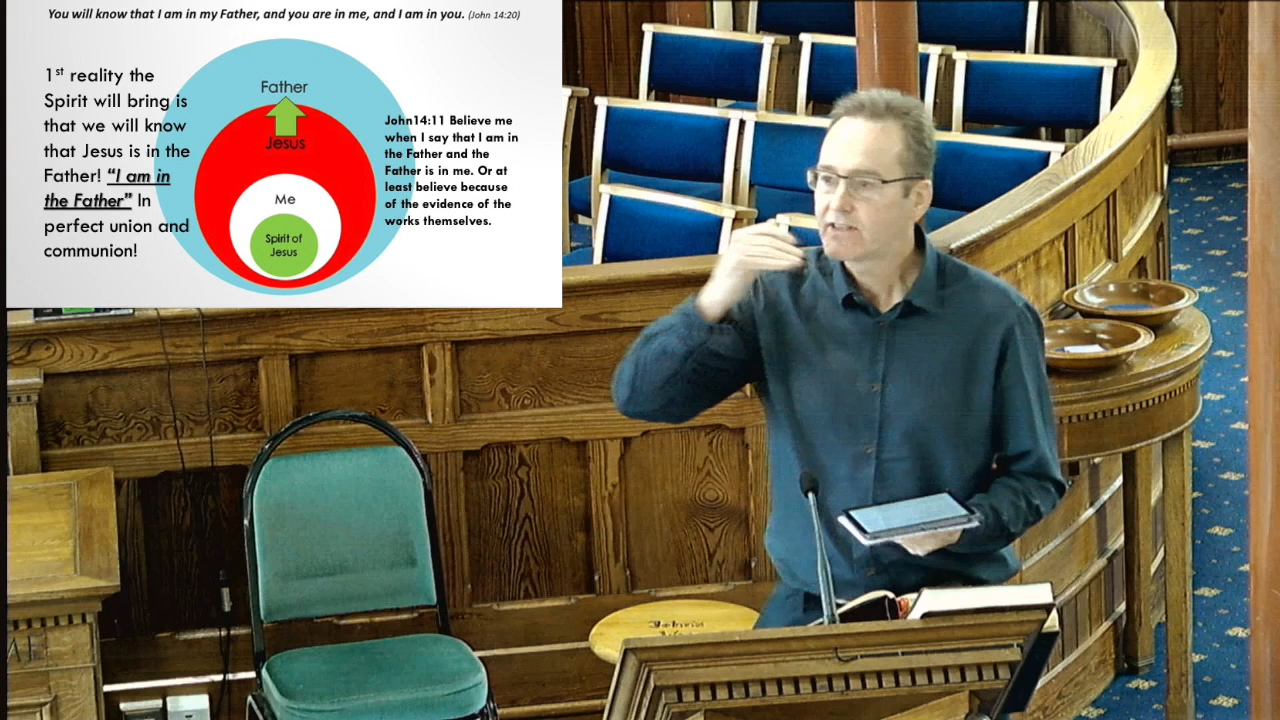 You will know that I am in my Father, and you are in me, and I am in you. (John 14:20)
1st reality the
Spirit will bring is
that we will know
that Jesus is in the
Father! “I am in
the Father” In
perfect union and
communion!
Father
Jesus
Me
Spirit of
Jesus
John14:11 Believe me
when I say that I am in
the Father and the
Father is in me. Or at
least believe because
of the evidence of the
works themselves.